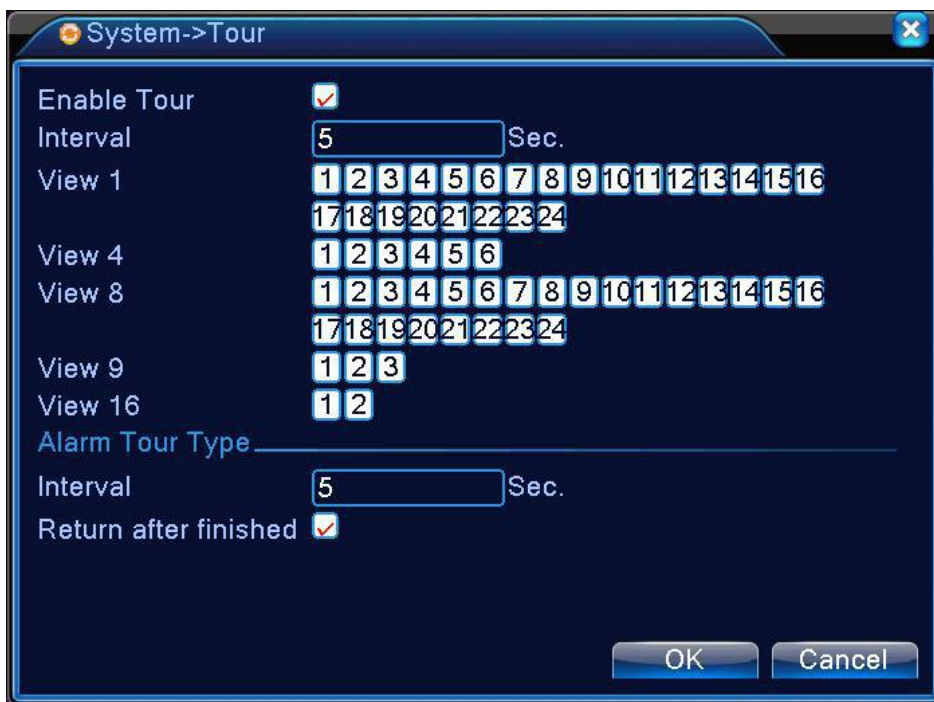 System->Tour
Enable Tour
Interval 5 Sec.
View 1 1 2 3 4 5 6 7 8 9 10 11 12 13 14 15 16
17 18 19 20 21 22 23 24
View 4 1 2 3 4 5 6
View 8 1 2 3 4 5 6 7 8 9 10 11 12 13 14 15 16
17 18 19 20 21 22 23 24
View 9 1 2 3
View 16 1 2
Alarm Tour Type
Interval 5 Sec.
Return after finished
OK Cancel